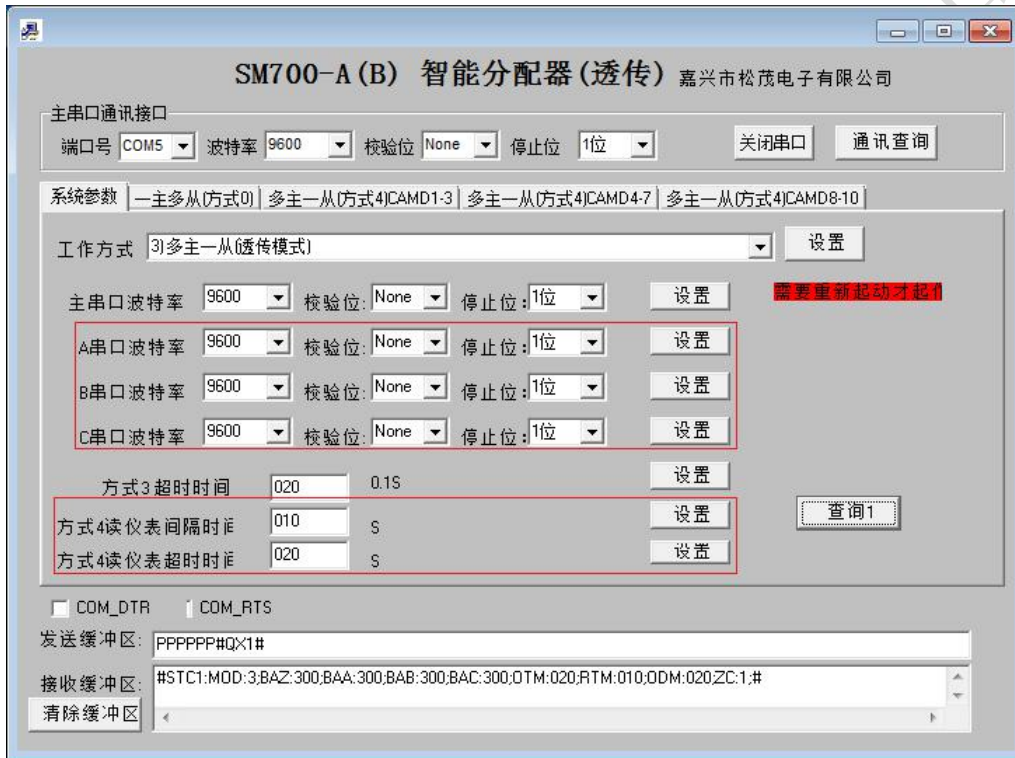 SM700-A(B) 智能分配器(透传) 嘉兴市松茂电子有限公司
主串口通讯接口
端口号 COM5 波特率 9600 校验位 None 停止位 1位 关闭串口 通讯查询
系统参数 一主多从(方式0) 多主一从(方式4)CAMD1-3 多主一从(方式4)CAMD4-7 多主一从(方式4)CAMD8-10
工作方式 3)多主一从(透传模式) 设置
主串口波特率 9600 校验位: None 停止位: 1位 设置 需要重新起动才起作
A串口波特率 9600 校验位: None 停止位: 1位 设置
B串口波特率 9600 校验位: None 停止位: 1位 设置
C串口波特率 9600 校验位: None 停止位: 1位 设置
方式3超时时间 020 0.1S 设置
方式4读仪表间隔时间 010 S 设置
查询1
方式4读仪表超时时间 020 S 设置
COM_DTR COM_RTS
发送缓冲区: PPPPPP#QX1#
接收缓冲区: #STC1:MOD:3;BAZ:300;BAA:300;BAB:300;BAC:300;OTM:020;RTM:010;ODM:020;ZC:1;#
清除缓冲区